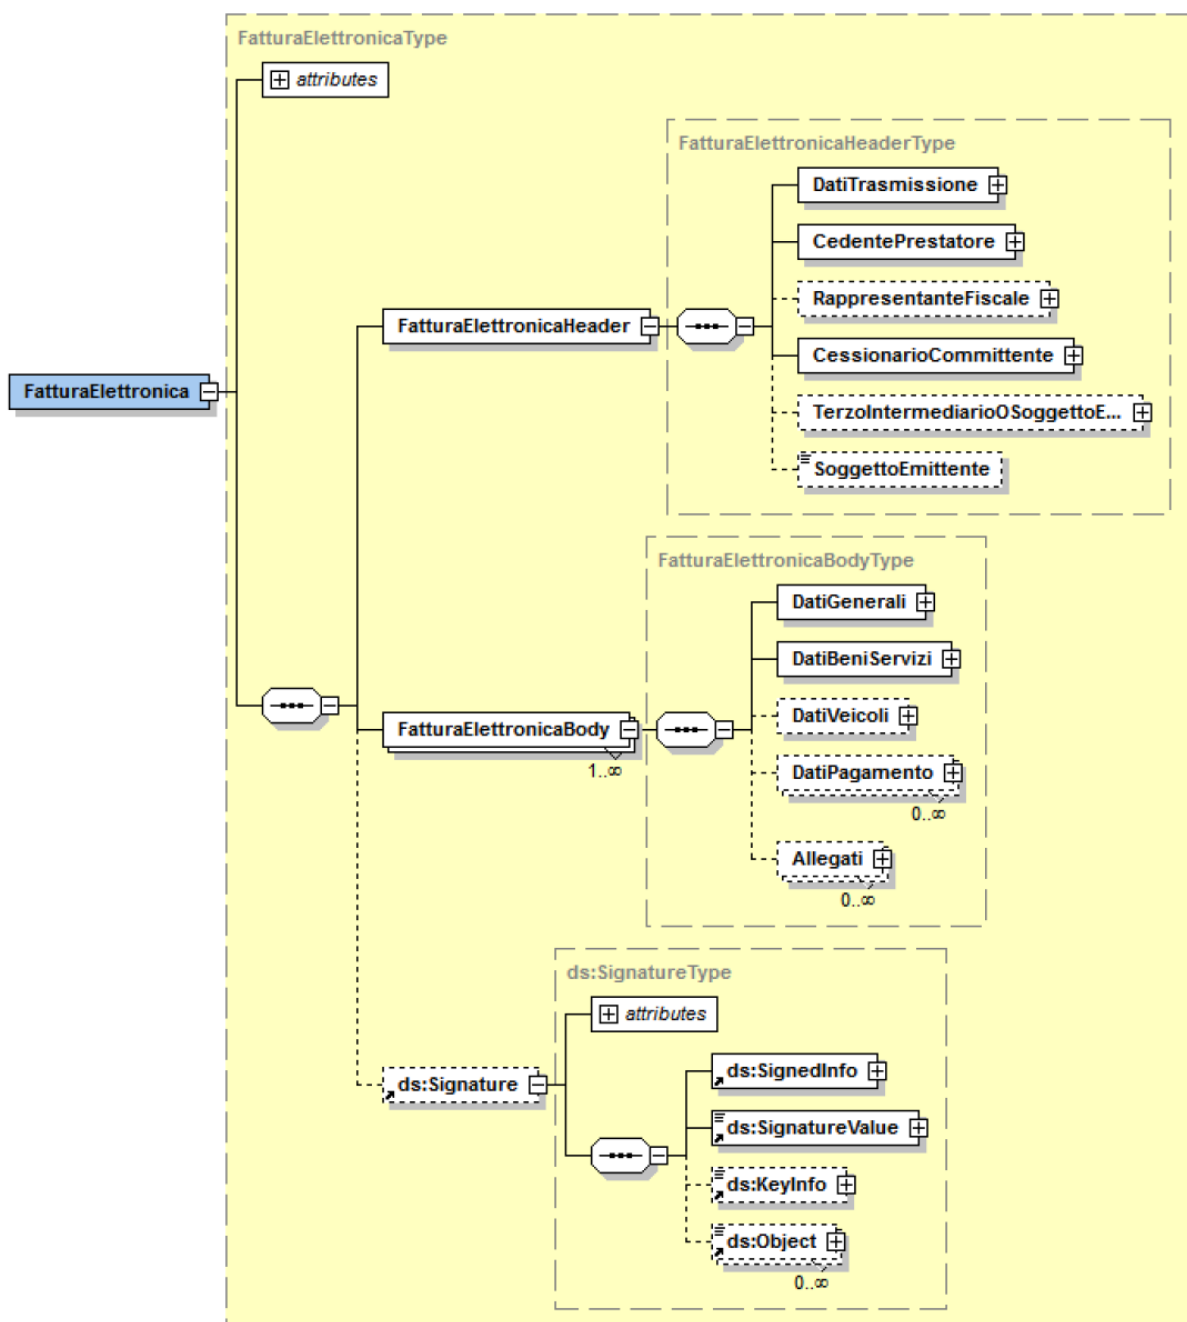 FatturaElettronicaType
attributes
FatturaElettronicaHeaderType
DatiTrasmissione
CedentePrestatore
RappresentanteFiscale
FatturaElettronicaHeader
CessionarioCommittente
FatturaElettronica
TerzoIntermediarioOSoggettoE...
SoggettoEmittente
FatturaElettronicaBodyType
DatiGenerali
DatiBeniServizi
DatiVeicoli
FatturaElettronicaBody
1..∞
DatiPagamento
0..∞
Allegati
0..∞
ds:SignatureType
attributes
ds:Signature
ds:SignedInfo
ds:SignatureValue
ds:KeyInfo
ds:Object
0..∞